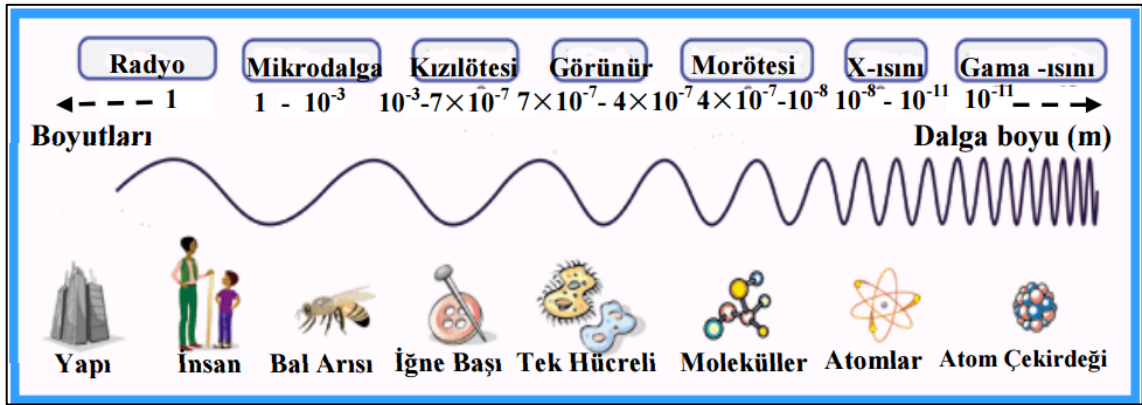 Radyo Mikrodalga Kızılötesi Görünür Morötesi X-ısını Gama -ısını
1 1 - 10⁻³ 10⁻³-7×10⁻⁷ 7×10⁻⁷- 4×10⁻⁷ 4×10⁻⁷-10⁻⁸ 10⁻⁸ - 10⁻¹¹ 10⁻¹¹
Boyutları Dalga boyu (m)
Yapı İnsan Bal Arısı İğne Başı Tek Hücreli Moleküller Atomlar Atom Çekirdeği